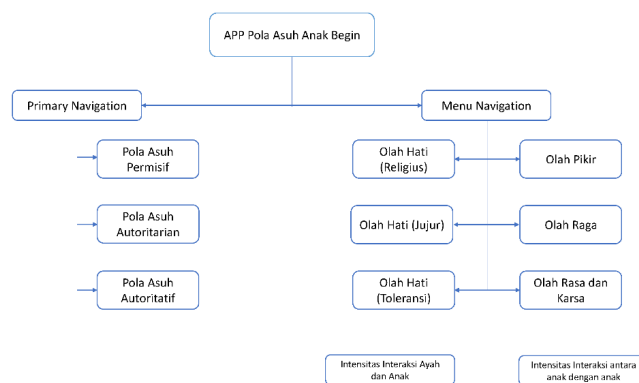 APP Pola Asuh Anak Begin
Primary Navigation
Menu Navigation
Pola Asuh
Permisif
Olah Hati
(Religius)
Olah Pikir
Pola Asuh
Autoritarian
Olah Hati (Jujur)
Olah Raga
Pola Asuh
Autoritatif
Olah Hati
(Toleransi)
Olah Rasa dan
Karsa
Intensitas Interaksi Ayah
dan Anak
Intensitas Interaksi antara
anak dengan anak